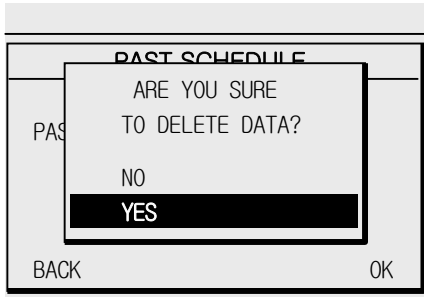 PAST SCHEDULE
ARE YOU SURE
TO DELETE DATA?
PAS
NO
YES
BACK
OK